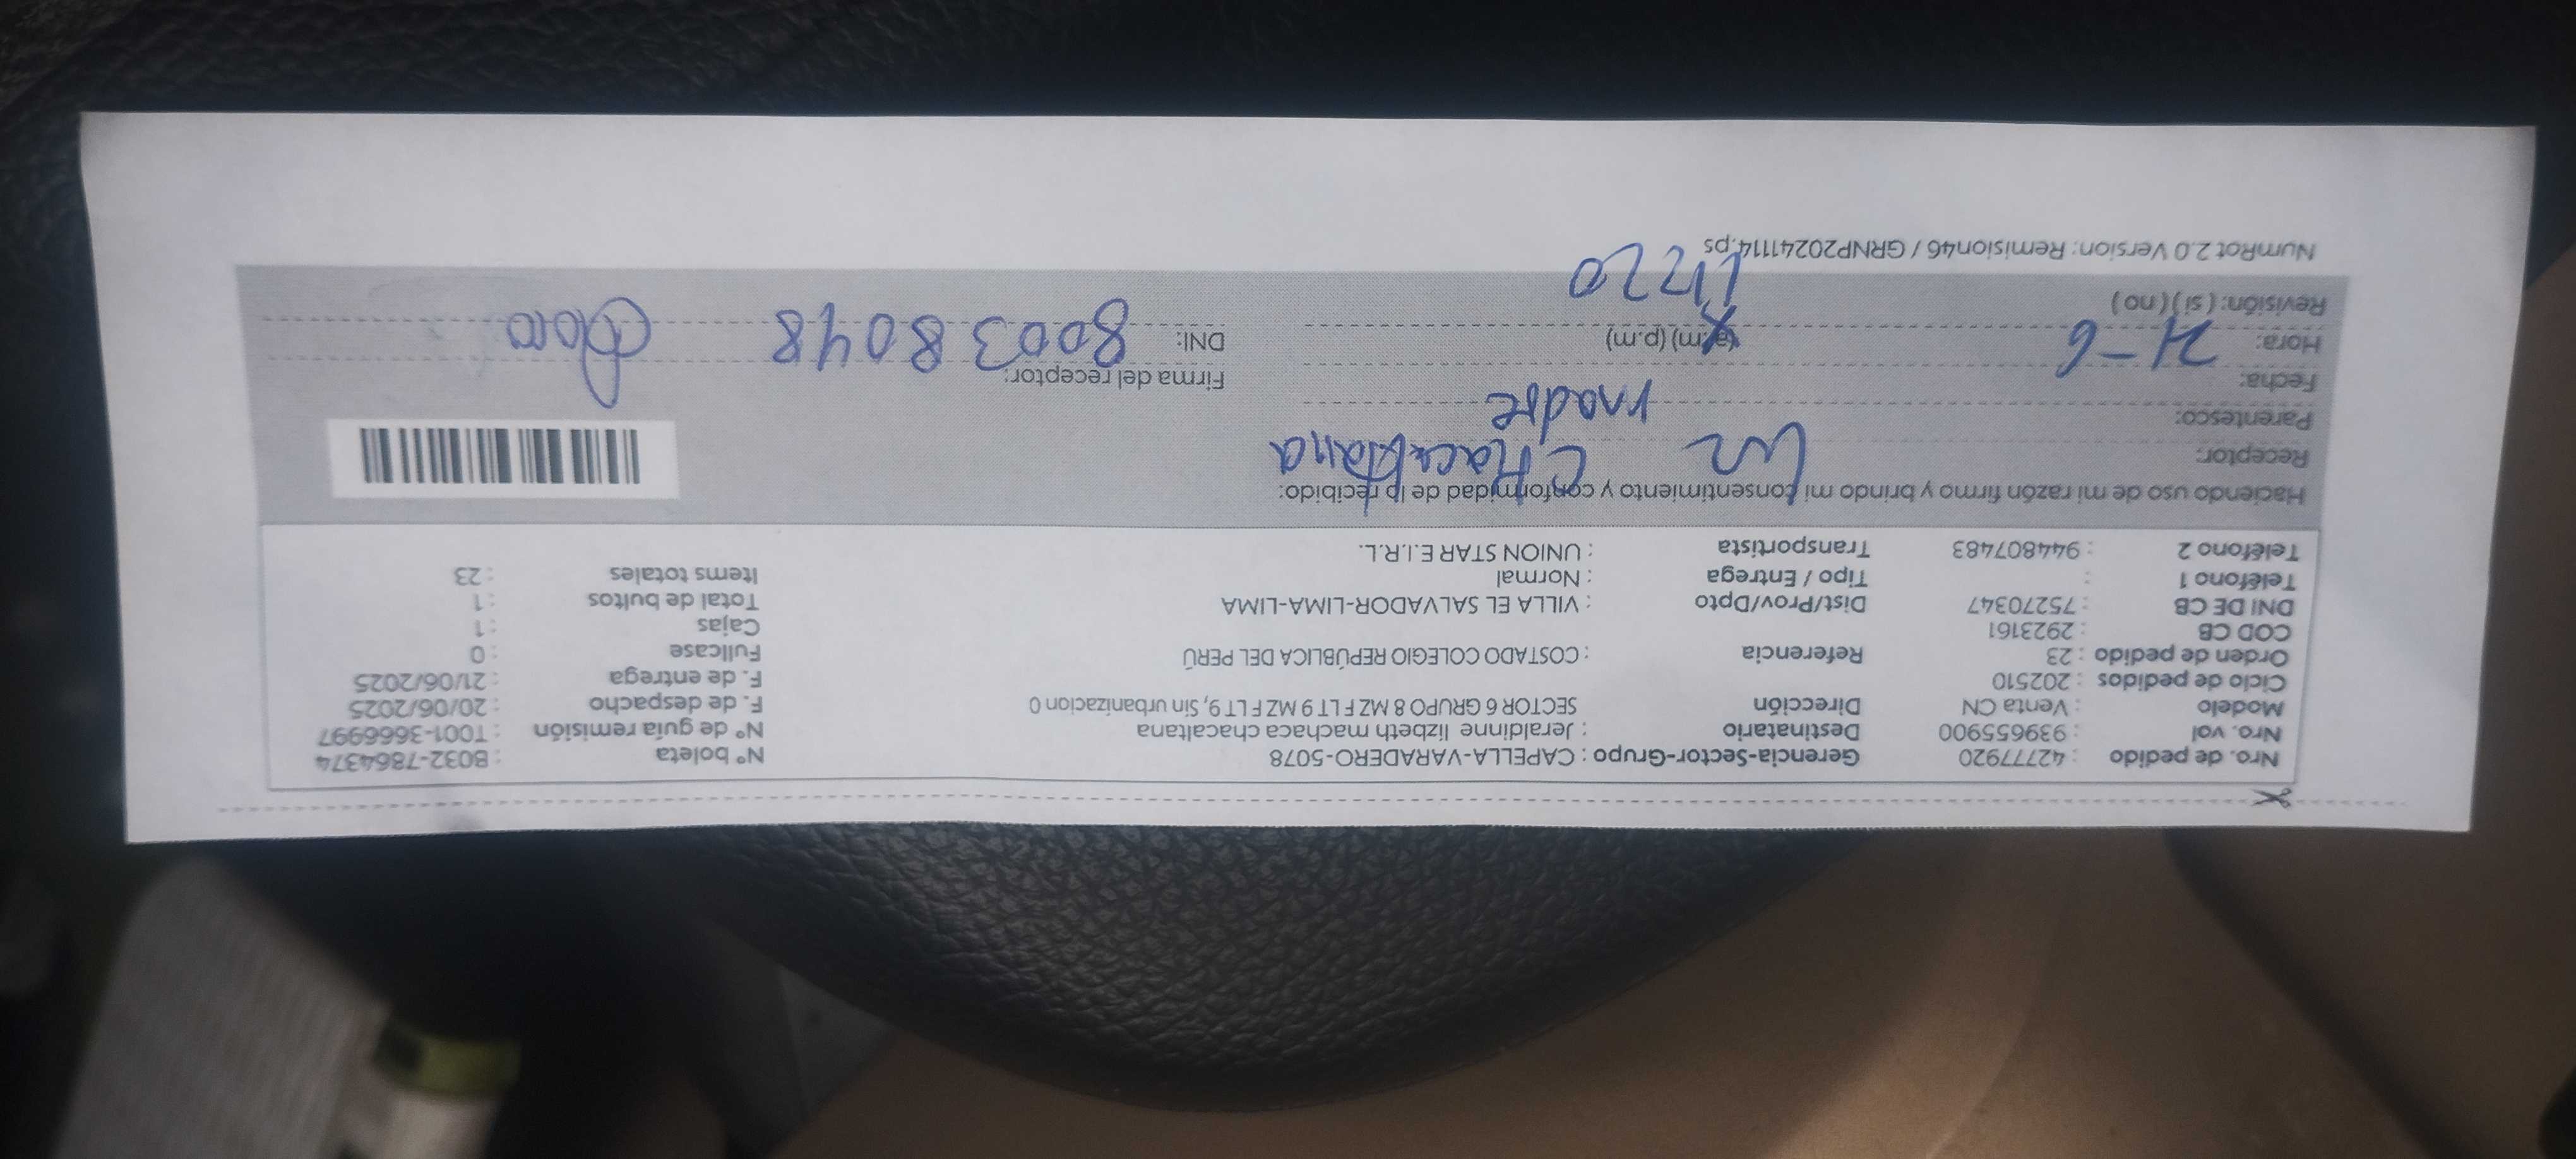 Nro. de pedido : 42777920 Gerencia-Sector-Grupo : CAPELLA-VARADERO-5078 N° boleta : B032-7864374
Nro. vol : 939655900 Destinatario : Jeraldinne lizbeth machaca chacaltana N° de guía remisión : T001-3666997
Modelo : Venta CN Dirección SECTOR 6 GRUPO 8 MZ F LT 9 MZ F LT 9, Sin urbanizacion 0 F. de despacho : 20/06/2025
Ciclo de pedidos : 202510 F. de entrega : 21/06/2025
Orden de pedido : 23 Referencia : COSTADO COLEGIO REPÚBLICA DEL PERÚ Fullcase : 0
COD CB : 2923161 Cajas : 1
DNI DE CB : 75270347 Dist/Prov/Dpto : VILLA EL SALVADOR-LIMA-LIMA Total de bultos : 1
Teléfono 1 : Tipo / Entrega : Normal Items totales : 23
Teléfono 2 : 944807483 Transportista : UNION STAR E.I.R.L.
Haciendo uso de mi razón firmo y brindo mi consentimiento y conformidad de lo recibido:
Receptor: Luz Chacaltana
Parentesco: madre
Fecha: 21-6 Firma del receptor:
Hora: (a.m) (p.m) DNI: 80038048
Revisión: ( si ) ( no )
NumRot 2.0 Version: Remision46 / GRNP20241114.ps